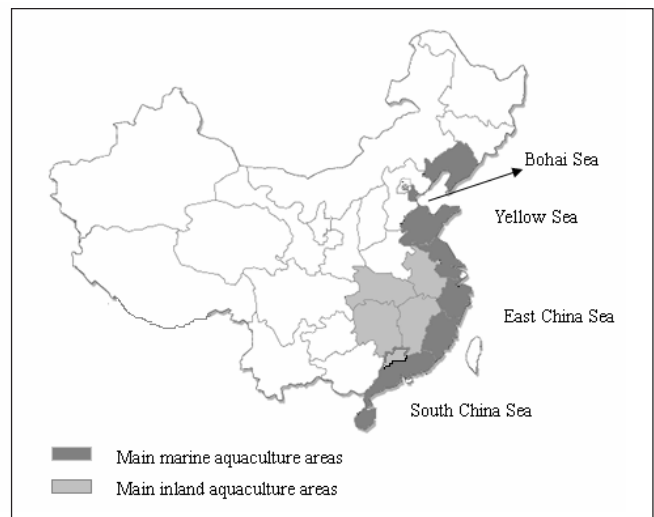 Bohai Sea
Yellow Sea
East China Sea
South China Sea
Main marine aquaculture areas
Main inland aquaculture areas